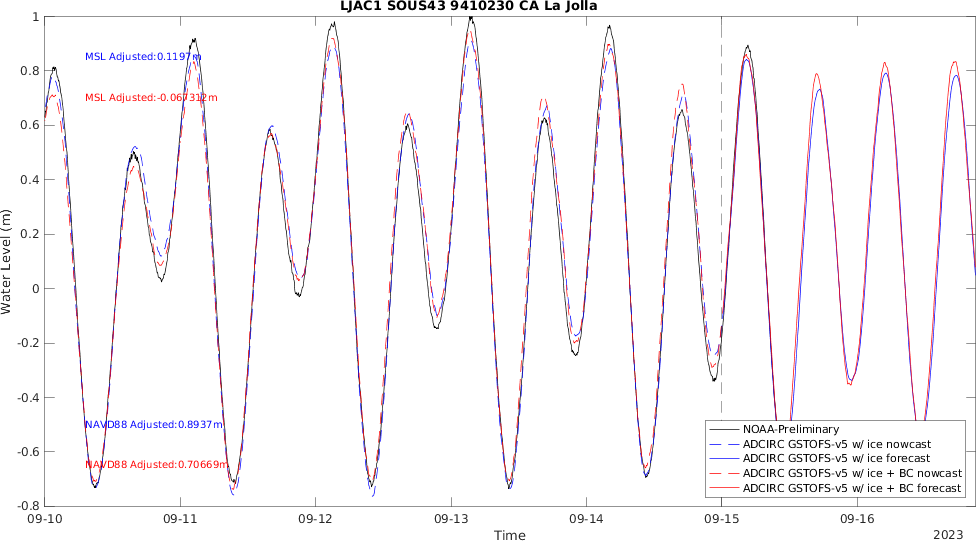 LJAC1 SOUS43 9410230 CA La Jolla
1
0.8
0.6
0.4
0.2
0
-0.2
-0.4
-0.6
-0.8
Water Level (m)
MSL Adjusted:0.1197m
MSL Adjusted:-0.067312m
NAVD88 Adjusted:0.8937m
NAVD88 Adjusted:0.70669m
NOAA-Preliminary
ADCIRC GSTOFS-v5 w/ ice nowcast
ADCIRC GSTOFS-v5 w/ ice forecast
ADCIRC GSTOFS-v5 w/ ice + BC nowcast
ADCIRC GSTOFS-v5 w/ ice + BC forecast
09-10 09-11 09-12 09-13 09-14 09-15 09-16
Time
2023